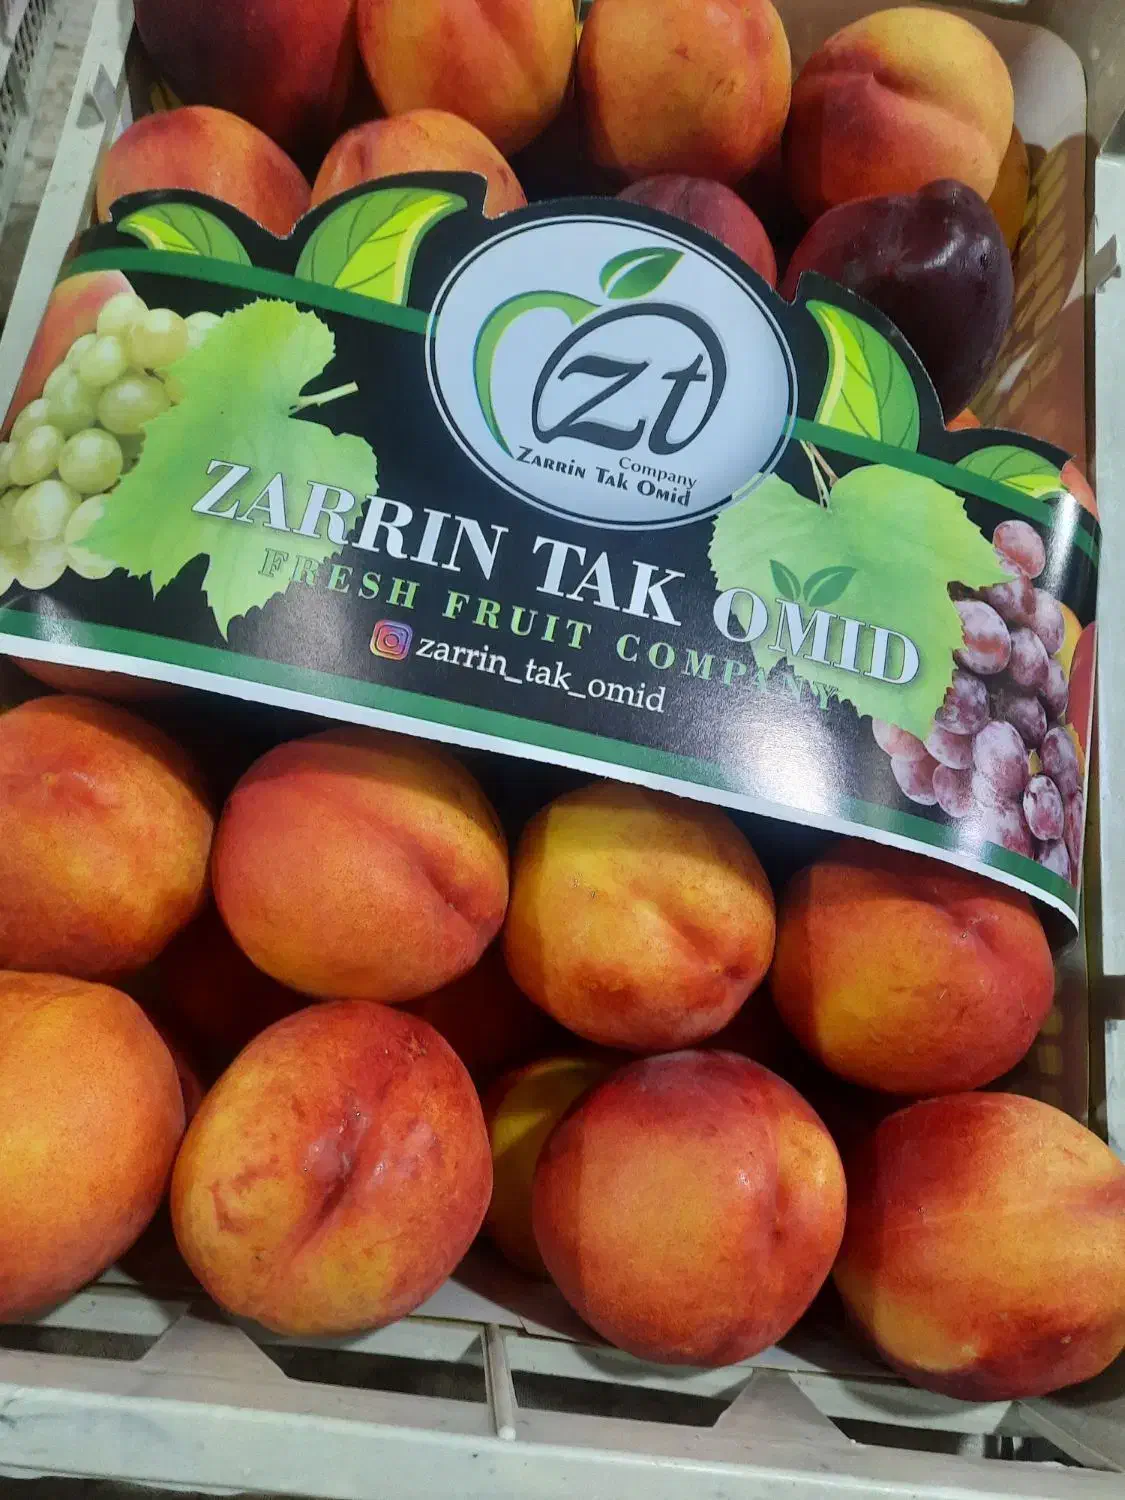 Zt
Company
Zarrin Tak Omid
ZARRIN TAK OMID
FRESH FRUIT COMPANY
zarrin_tak_omid